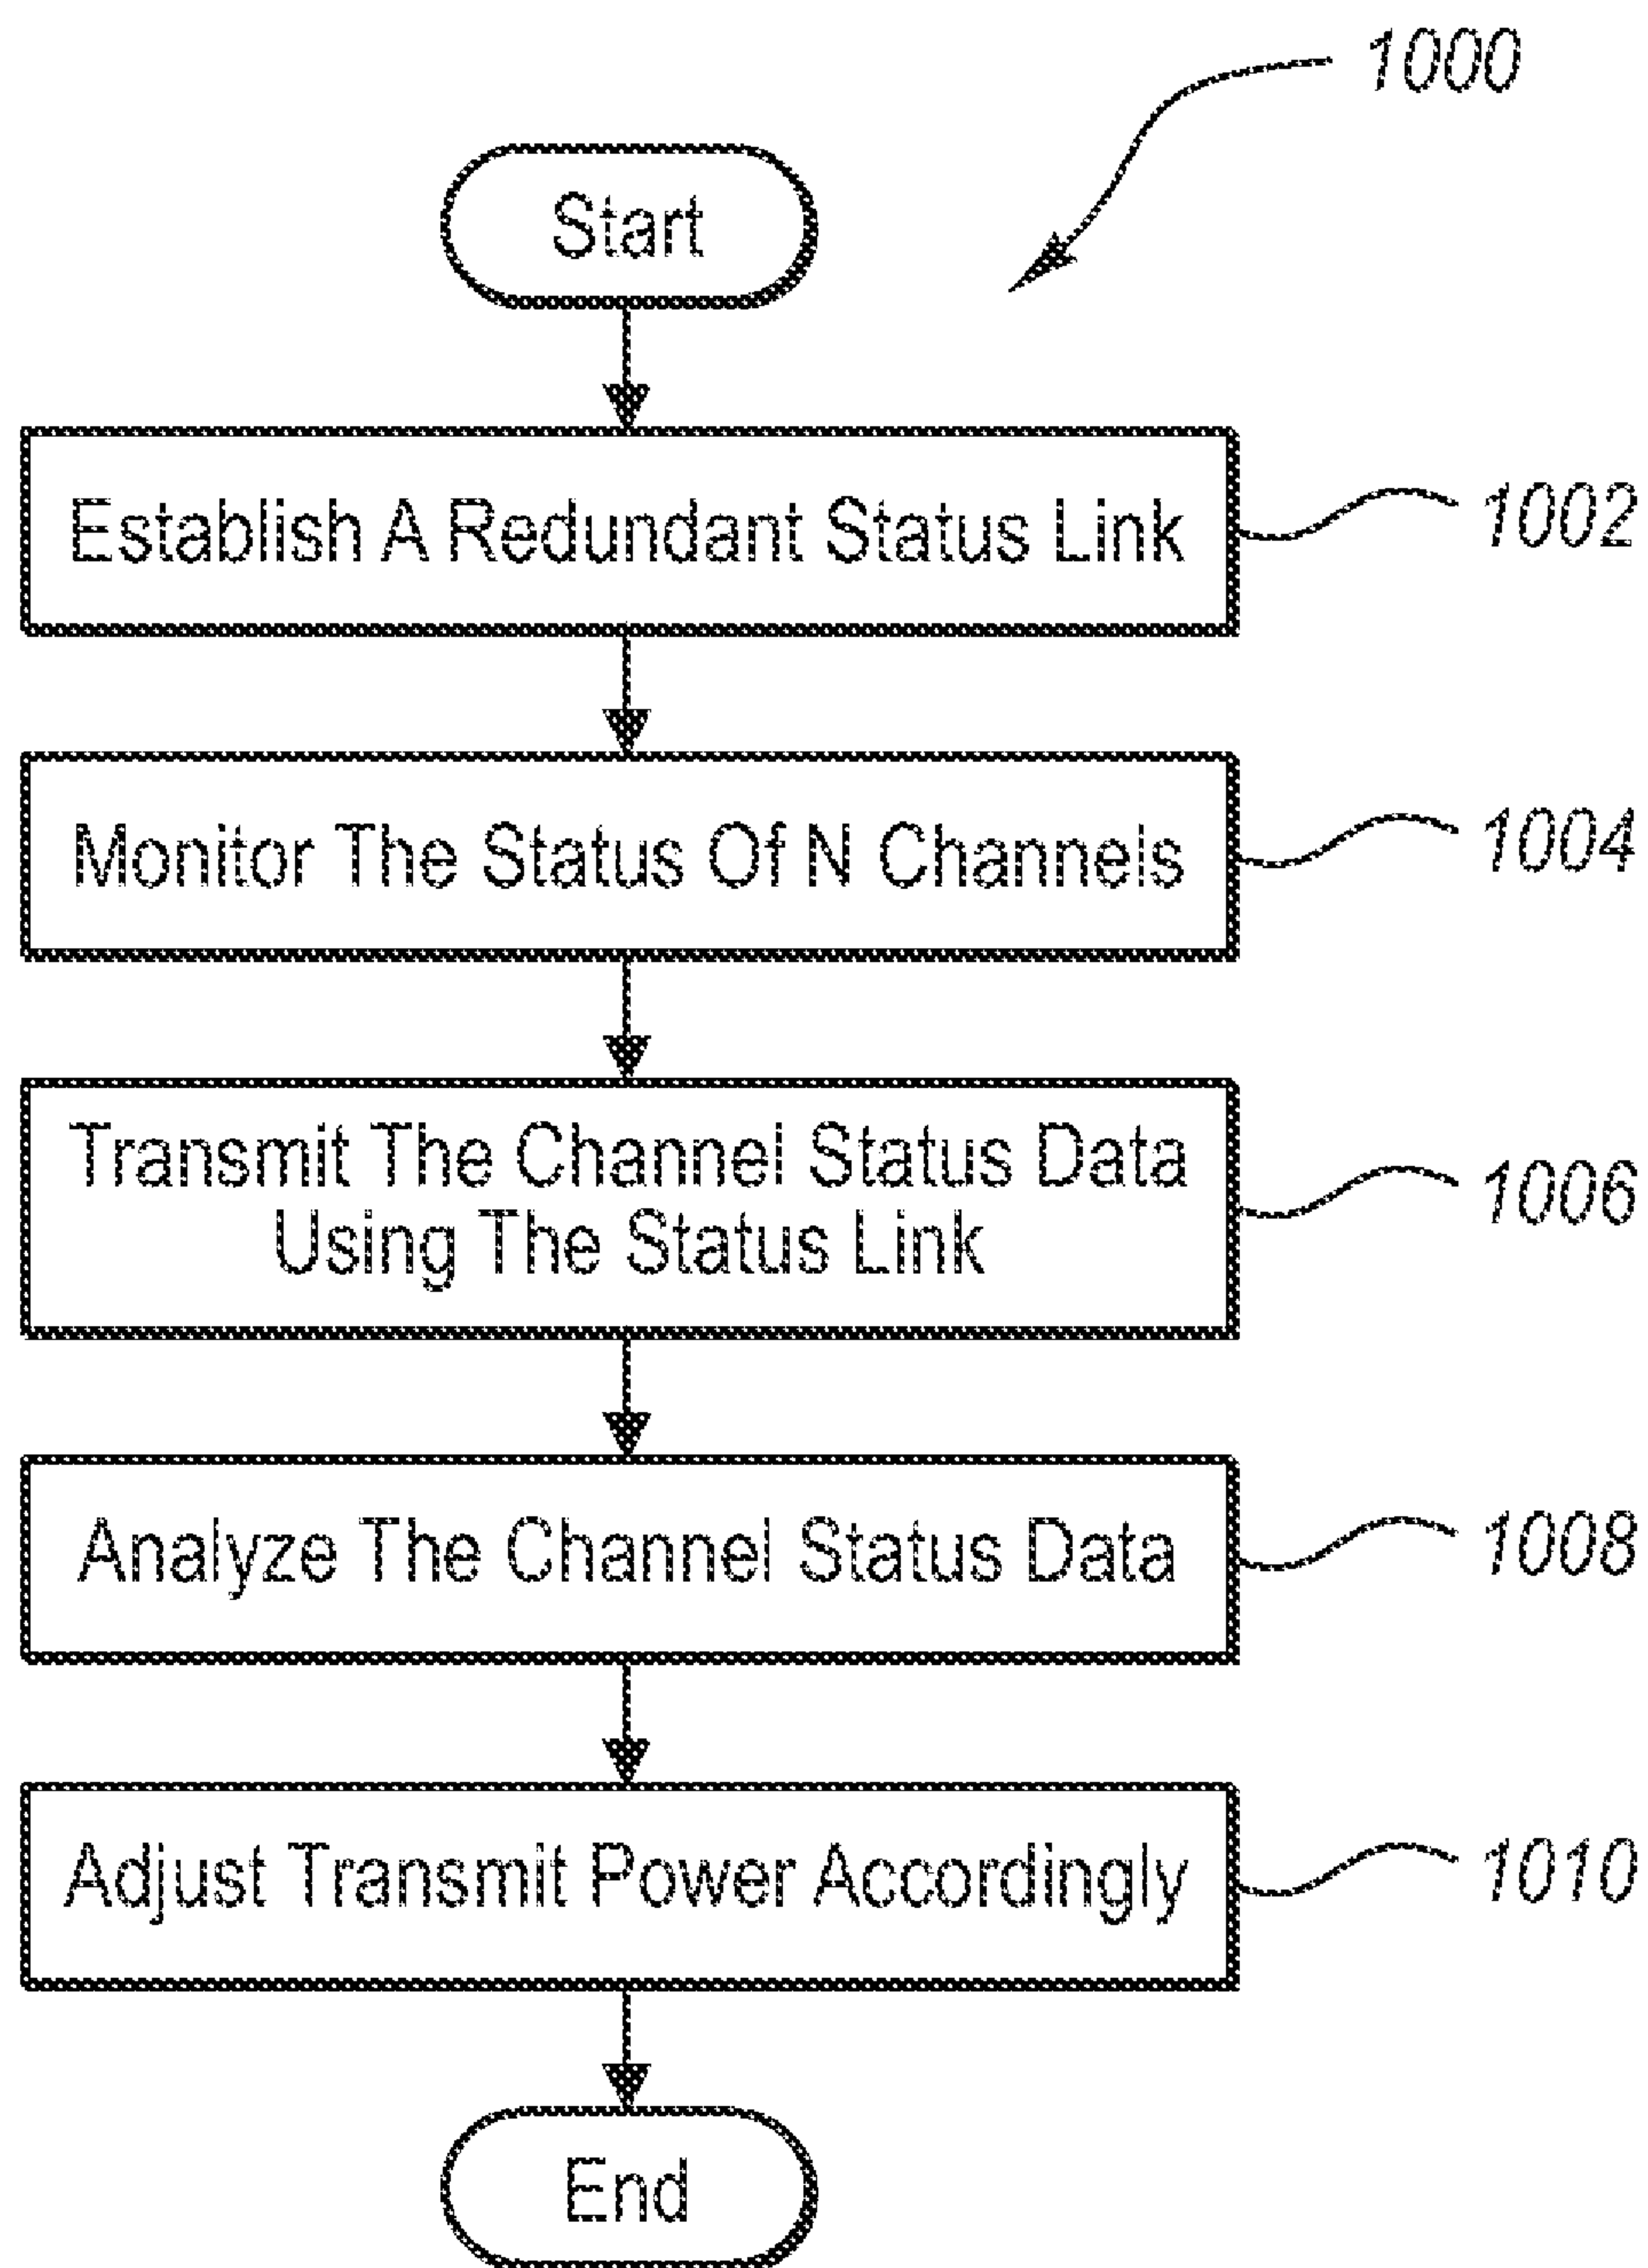 1000
Start
Establish A Redundant Status Link
1002
Monitor The Status Of N Channels
1004
Transmit The Channel Status Data
Using The Status Link
1006
Analyze The Channel Status Data
1008
Adjust Transmit Power Accordingly
1010
End